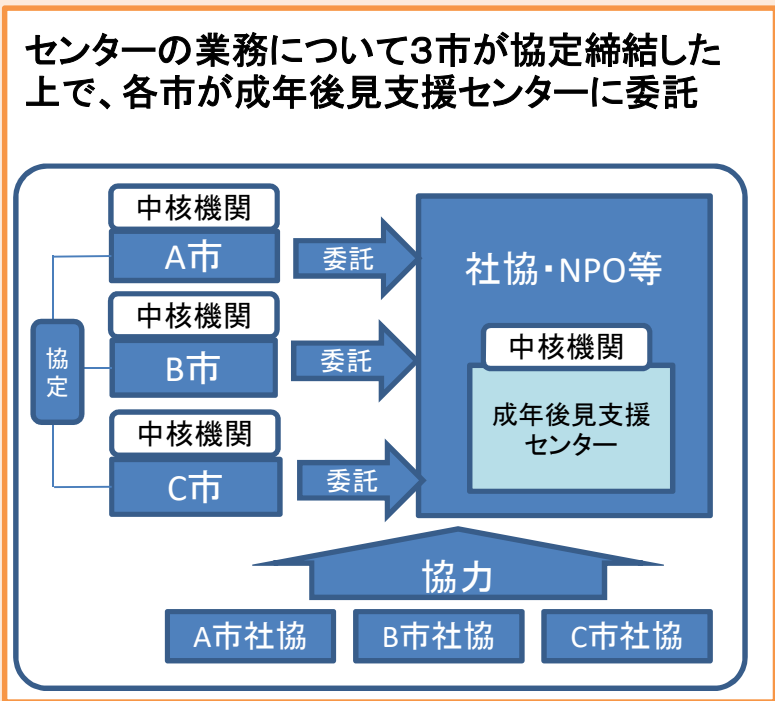 センターの業務について３市が協定締結した
上で、各市が成年後見支援センターに委託
中核機関
A市
委託
中核機関
B市
委託
中核機関
C市
委託
協
定
社協・NPO等
中核機関
成年後見支援
センター
協力
A市社協
B市社協
C市社協